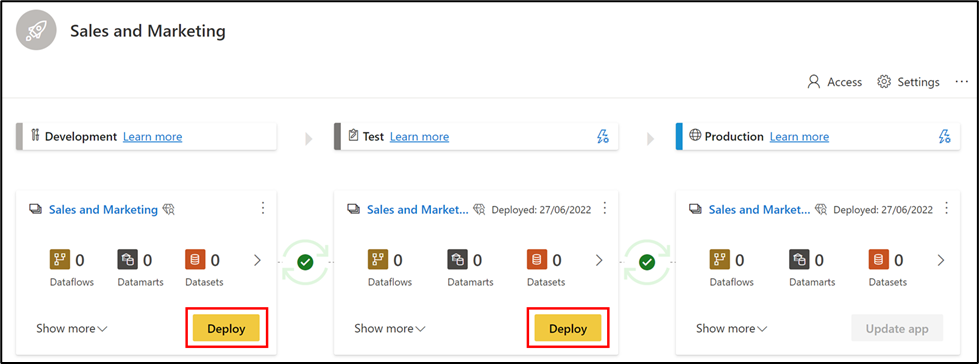 Sales and Marketing
Access Settings ...
Development Learn more
Test Learn more
Production Learn more
Sales and Marketing
0 0 0
Dataflows Datamarts Datasets
Show more Deploy
Sales and Market... Deployed: 27/06/2022
0 0 0
Dataflows Datamarts Datasets
Show more Deploy
Sales and Market... Deployed: 27/06/2022
0 0 0
Dataflows Datamarts Datasets
Show more Update app